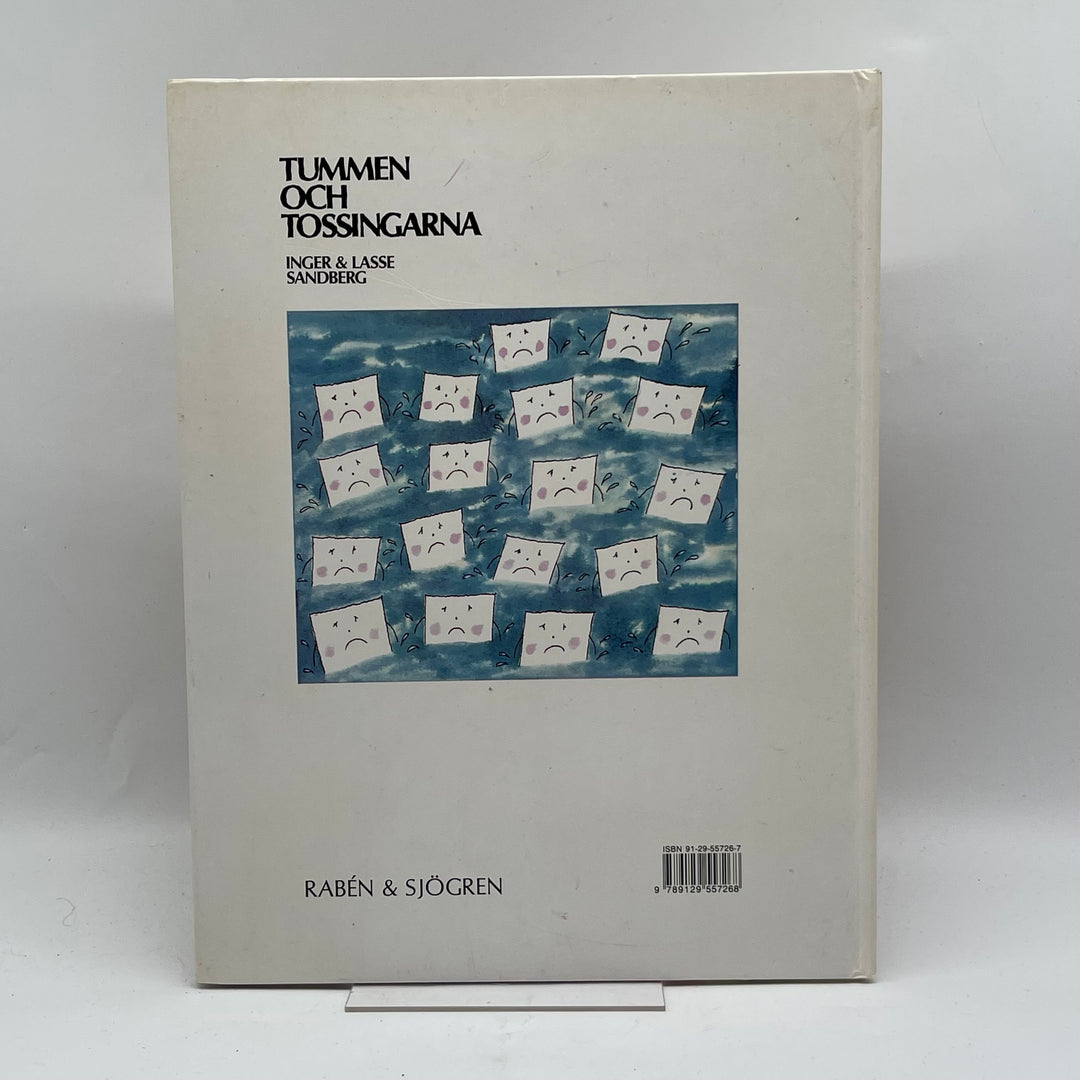 TUMMEN
OCH
TOSSINGARNA
INGER & LASSE
SANDBERG
ISBN 91-29-55726-7
9 789129 557268
RABÉN & SJÖGREN